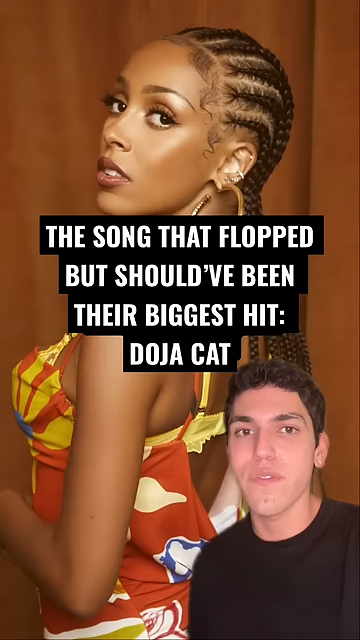 THE SONG THAT FLOPPED
BUT SHOULD'VE BEEN
THEIR BIGGEST HIT:
DOJA CAT